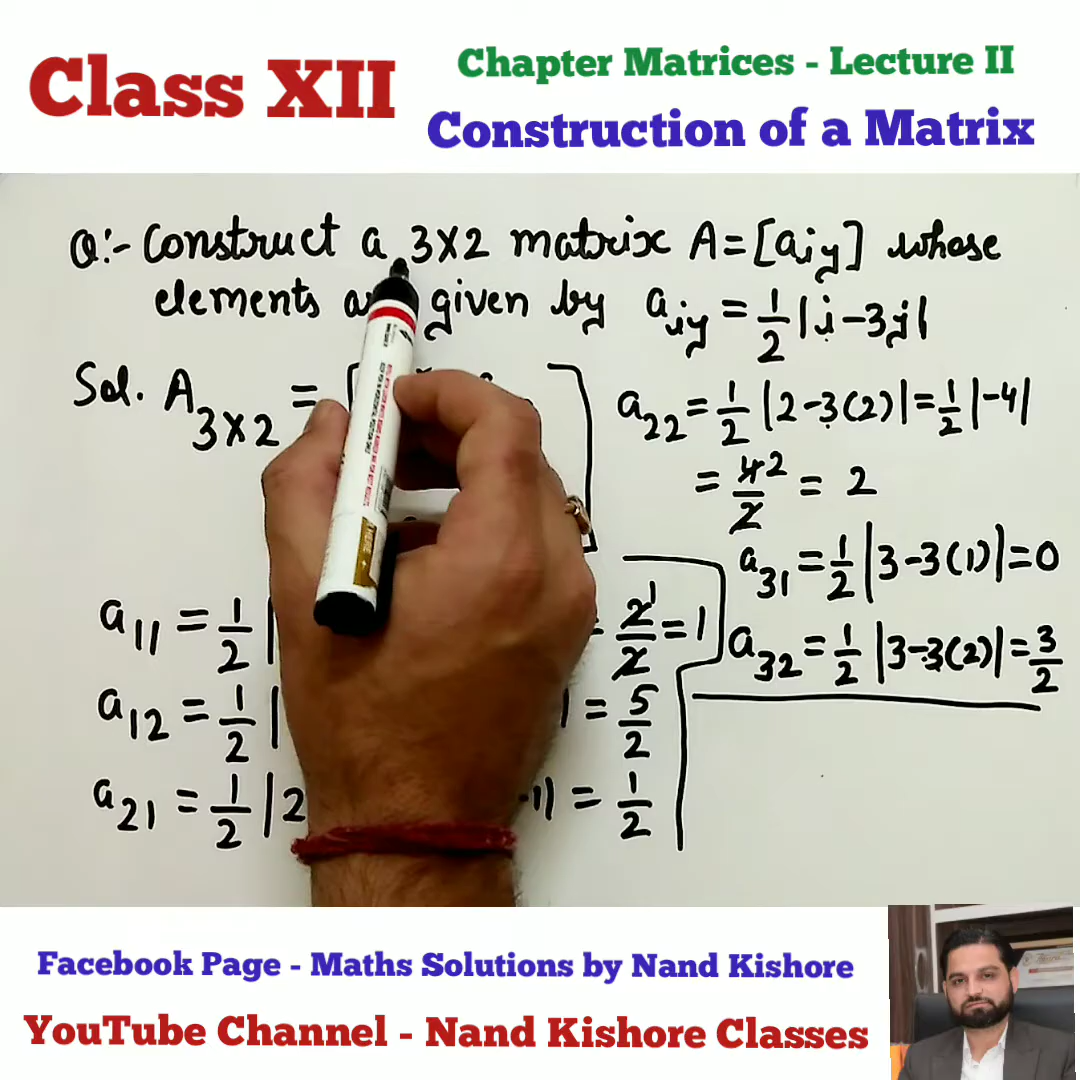 Class XII
Chapter Matrices - Lecture II
Construction of a Matrix
Q:- Construct a 3×2 matrix A = [aij] whose
elements given by aij = 1/2 |i - 3j|
Sol. A3×2 =
a22 = 1/2 |2 - 3(2)| = 1/2 |-4|
= 4/2 2 = 2
a31 = 1/2 |3 - 3(1)| = 0
a32 = 1/2 |3 - 3(2)| = 3/2
a11 = 1/2 | 2/2 1 = 1
a12 = 1/2 | | = 5/2
a21 = 1/2 |2 -1| = 1/2
Facebook Page - Maths Solutions by Nand Kishore
YouTube Channel - Nand Kishore Classes